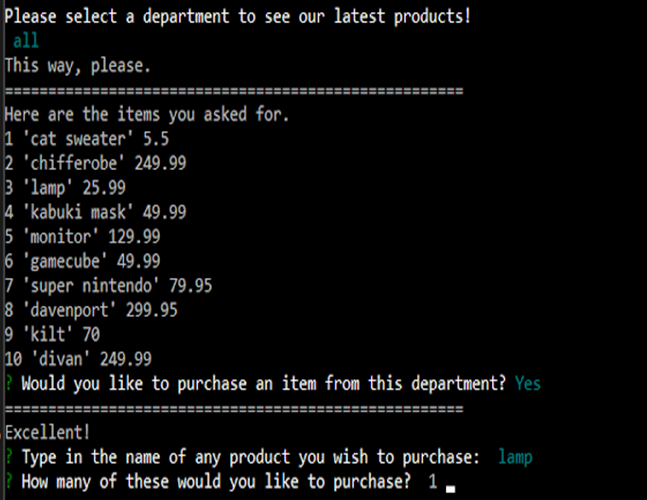 Please select a department to see our latest products!
all
This way, please.
=====================================================
Here are the items you asked for.
1 'cat sweater' 5.5
2 'chifferobe' 249.99
3 'lamp' 25.99
4 'kabuki mask' 49.99
5 'monitor' 129.99
6 'gamecube' 49.99
7 'super nintendo' 79.95
8 'davenport' 299.95
9 'kilt' 70
10 'divan' 249.99
? Would you like to purchase an item from this department? Yes
=====================================================
Excellent!
? Type in the name of any product you wish to purchase:  lamp
? How many of these would you like to purchase?  1